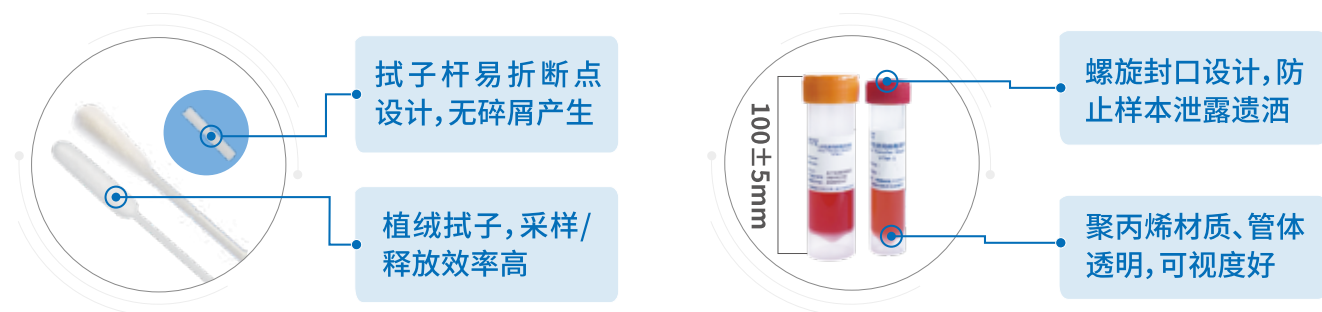 拭子杆易折断点
设计，无碎屑产生
植绒拭子，采样/
释放效率高
100±5mm
螺旋封口设计，防
止样本泄露遗洒
聚丙烯材质、管体
透明，可视度好